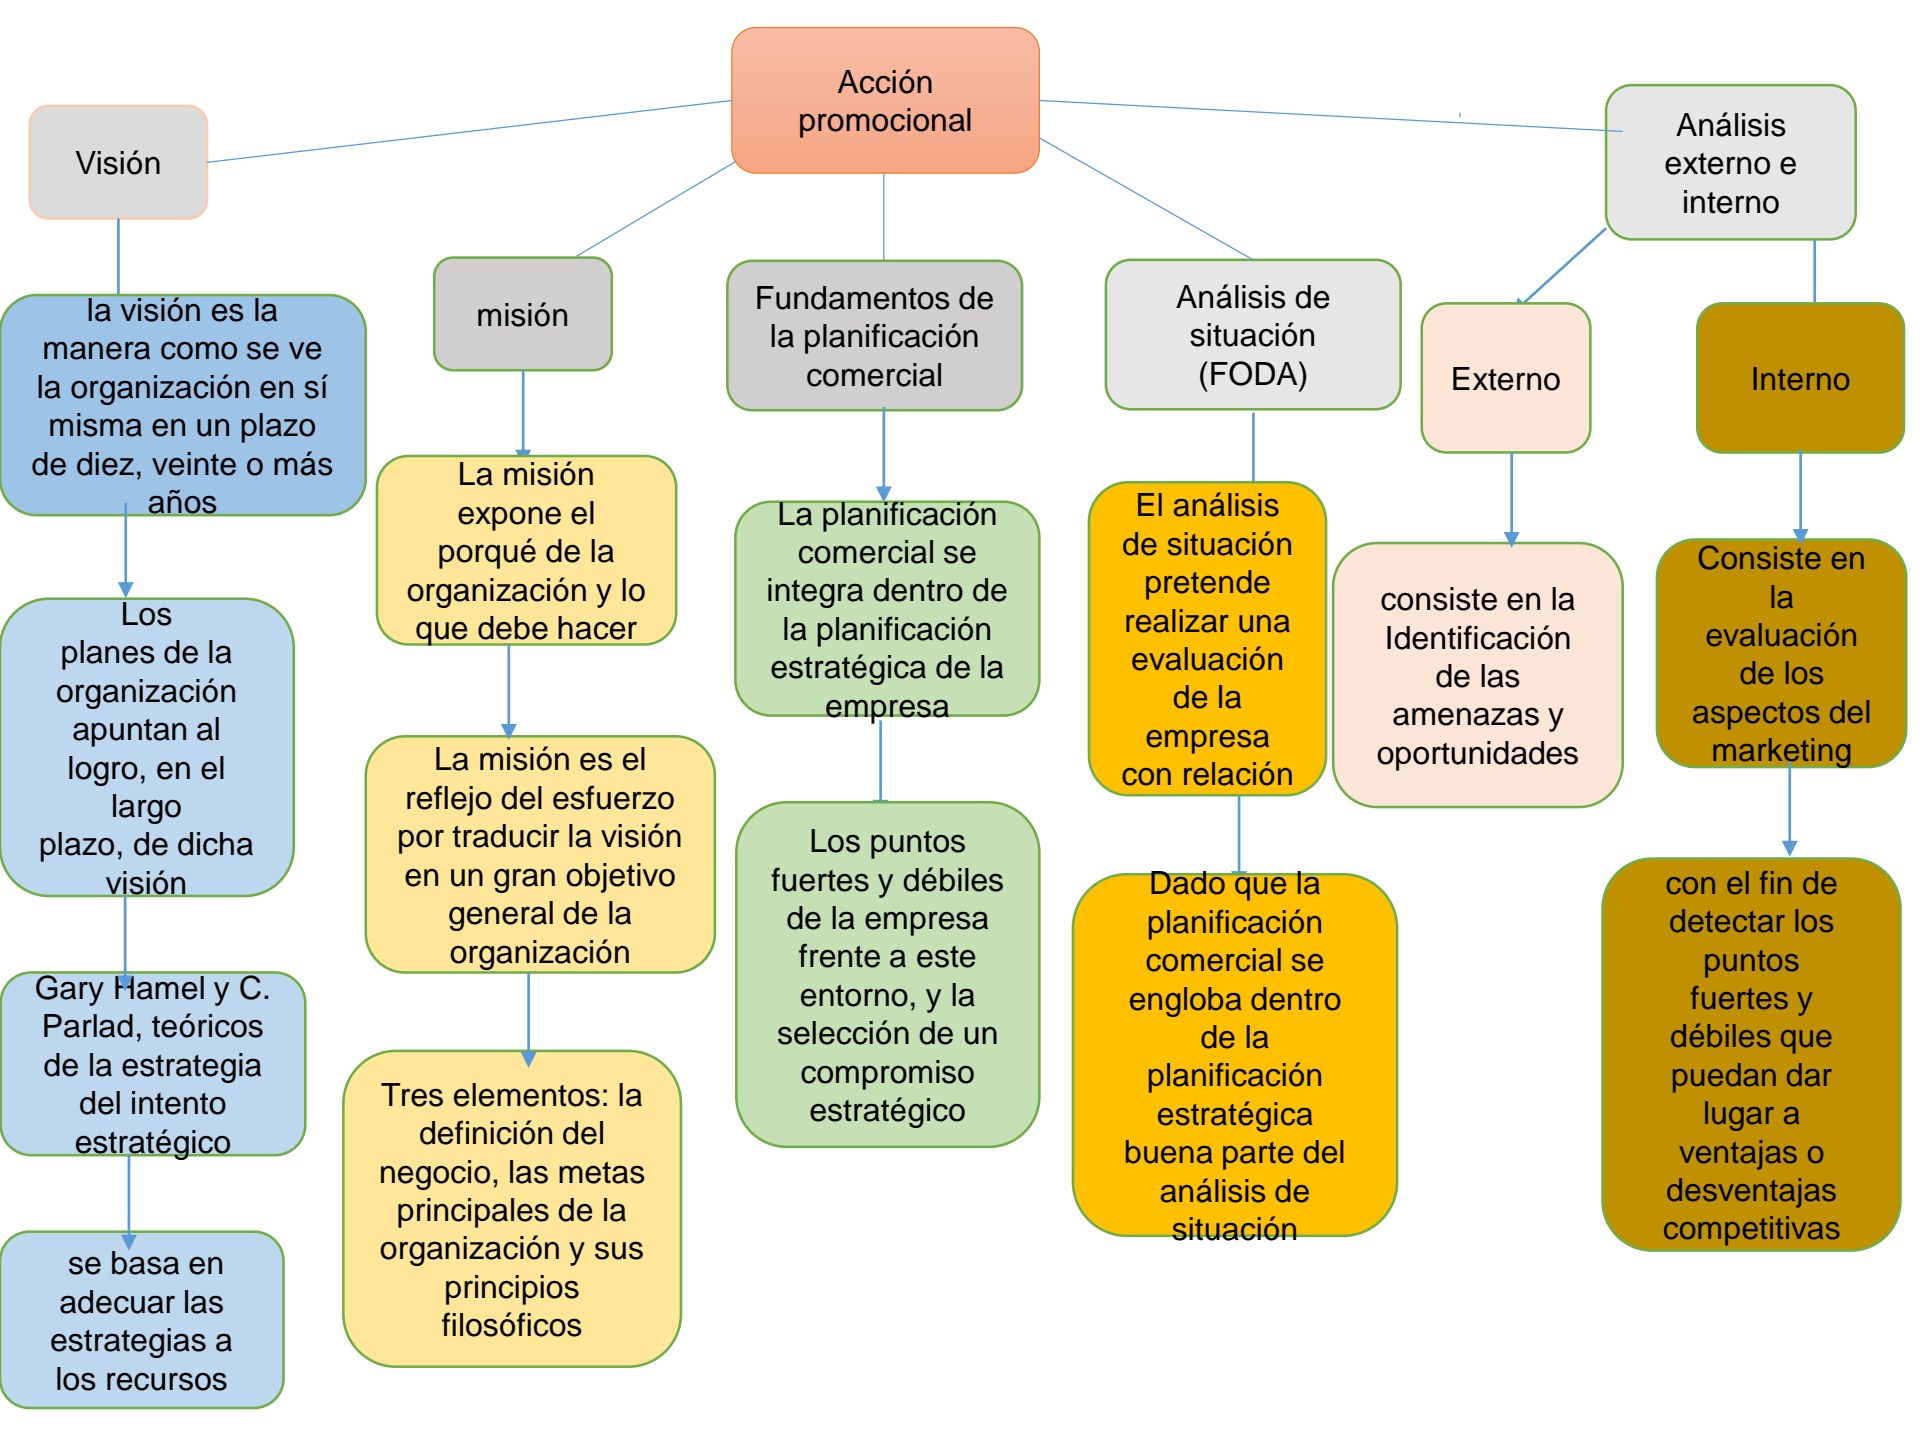 Acción
promocional
Visión
la visión es la
manera como se ve
la organización en sí
misma en un plazo
de diez, veinte o más
años
Los
planes de la
organización
apuntan al
logro, en el
largo
plazo, de dicha
visión
Gary Hamel y C.
Parlad, teóricos
de la estrategia
del intento
estratégico
se basa en
adecuar las
estrategias a
los recursos
misión
La misión
expone el
porqué de la
organización y lo
que debe hacer
La misión es el
reflejo del esfuerzo
por traducir la visión
en un gran objetivo
general de la
organización
Tres elementos: la
definición del
negocio, las metas
principales de la
organización y sus
principios
filosóficos
Fundamentos de
la planificación
comercial
La planificación
comercial se
integra dentro de
la planificación
estratégica de la
empresa
Los puntos
fuertes y débiles
de la empresa
frente a este
entorno, y la
selección de un
compromiso
estratégico
Análisis de
situación
(FODA)
El análisis
de situación
pretende
realizar una
evaluación
de la
empresa
con relación
Dado que la
planificación
comercial se
engloba dentro
de la
planificación
estratégica
buena parte del
análisis de
situación
Análisis
externo e
interno
Externo
consiste en la
Identificación
de las
amenazas y
oportunidades
Interno
Consiste en
la
evaluación
de los
aspectos del
marketing
con el fin de
detectar los
puntos
fuertes y
débiles que
puedan dar
lugar a
ventajas o
desventajas
competitivas